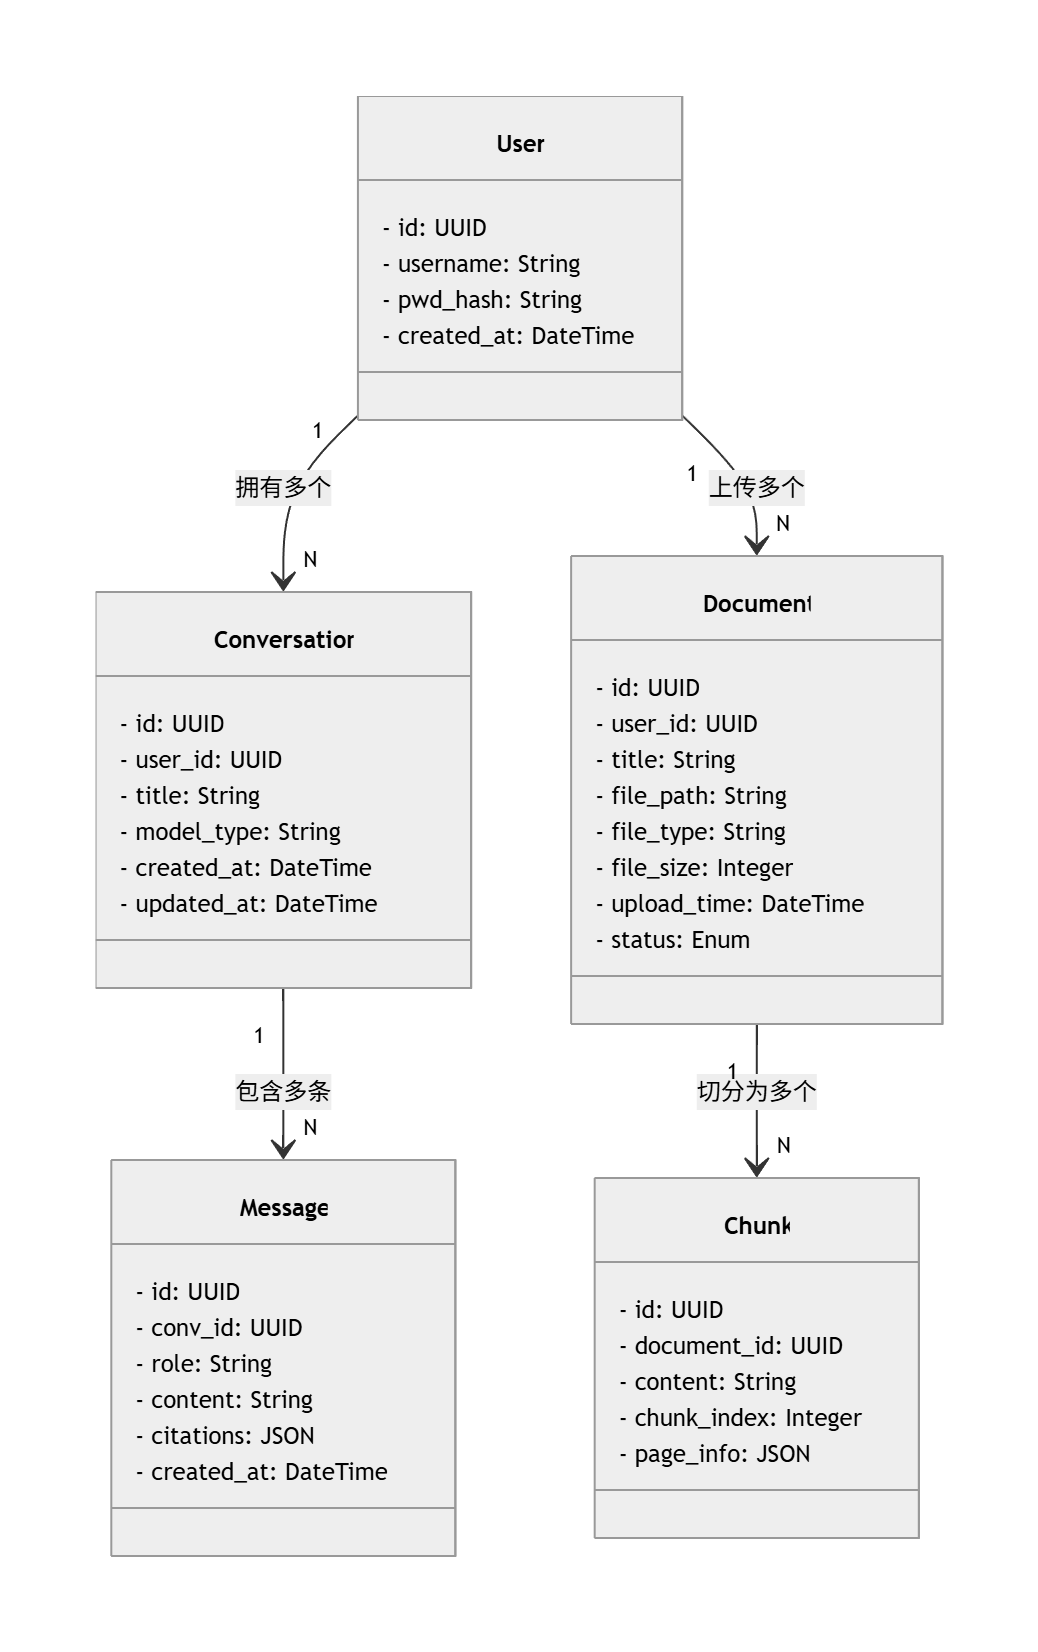 User
- id: UUID
- username: String
- pwd_hash: String
- created_at: DateTime
1
拥有多个
N
1
上传多个
N
Conversation
- id: UUID
- user_id: UUID
- title: String
- model_type: String
- created_at: DateTime
- updated_at: DateTime
Document
- id: UUID
- user_id: UUID
- title: String
- file_path: String
- file_type: String
- file_size: Integer
- upload_time: DateTime
- status: Enum
1
包含多条
N
1
切分为多个
N
Message
- id: UUID
- conv_id: UUID
- role: String
- content: String
- citations: JSON
- created_at: DateTime
Chunk
- id: UUID
- document_id: UUID
- content: String
- chunk_index: Integer
- page_info: JSON